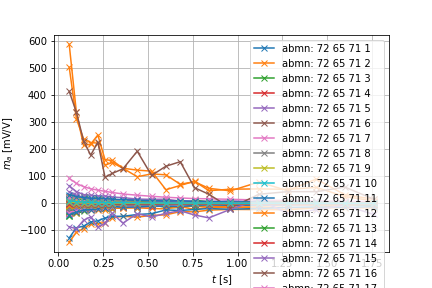 600
500
400
300
200
100
0
−100
mₐ [mV/V]
0.00
0.25
0.50
0.75
1.00
t [s]
abmn: 72 65 71 1
abmn: 72 65 71 2
abmn: 72 65 71 3
abmn: 72 65 71 4
abmn: 72 65 71 5
abmn: 72 65 71 6
abmn: 72 65 71 7
abmn: 72 65 71 8
abmn: 72 65 71 9
abmn: 72 65 71 10
abmn: 72 65 71 11
abmn: 72 65 71 12
abmn: 72 65 71 13
abmn: 72 65 71 14
abmn: 72 65 71 15
abmn: 72 65 71 16
abmn: 72 65 71 17